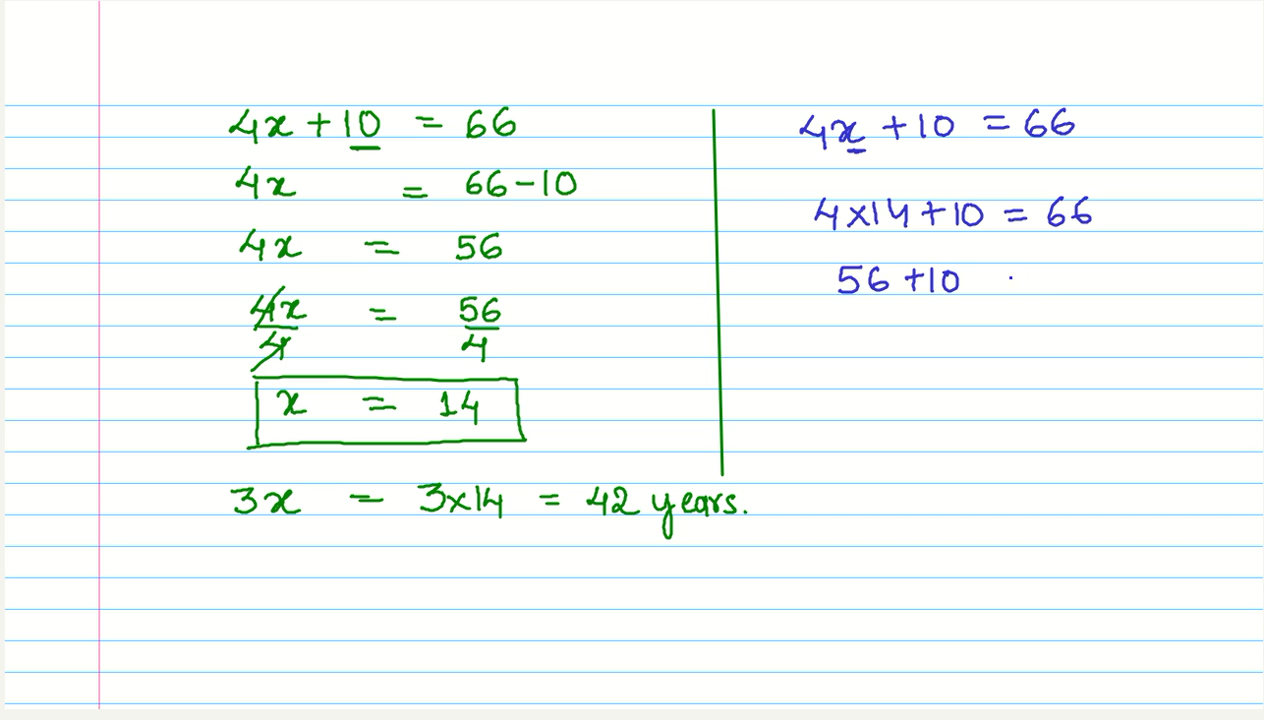 4x + 10 = 66
4x = 66 - 10
4x = 56
4x/4 = 56/4
x = 14
3x = 3x14 = 42 years.
4x + 10 = 66
4x14 + 10 = 66
56 + 10